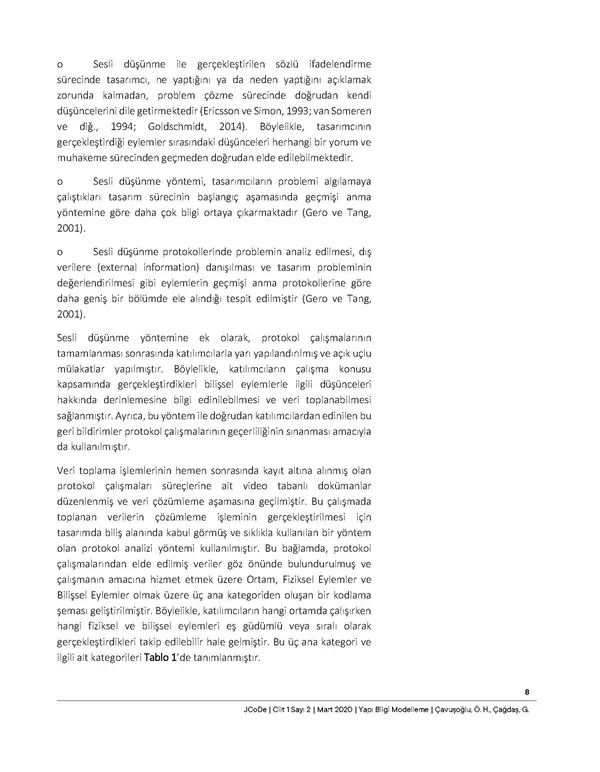 o Sesli düşünme ile gerçekleştirilen sözlü ifadelendirme
sürecinde tasarımcı, ne yaptığını ya da neden yaptığını açıklamak
zorunda kalmadan, problem çözme sürecinde doğrudan kendi
düşüncelerini dile getirmektedir (Ericsson ve Simon, 1993; van Someren
ve diğ., 1994; Goldschmidt, 2014). Böylelikle, tasarımcının
gerçekleştirdiği eylemler sırasındaki düşünceleri herhangi bir yorum ve
muhakeme sürecinden geçmeden doğrudan elde edilebilmektedir.
o Sesli düşünme yöntemi, tasarımcıların problemi algılamaya
çalıştıkları tasarım sürecinin başlangıç aşamasında geçmişi anma
yöntemine göre daha çok bilgi ortaya çıkarmaktadır (Gero ve Tang,
2001).
o Sesli düşünme protokollerinde problemin analiz edilmesi, dış
verilere (external information) danışılması ve tasarım probleminin
değerlendirilmesi gibi eylemlerin geçmişi anma protokollerine göre
daha geniş bir bölümde ele alındığı tespit edilmiştir (Gero ve Tang,
2001).
Sesli düşünme yöntemine ek olarak, protokol çalışmalarının
tamamlanması sonrasında katılımcılarla yarı yapılandırılmış ve açık uçlu
mülakatlar yapılmıştır. Böylelikle, katılımcıların çalışma konusu
kapsamında gerçekleştirdikleri bilişsel eylemlerle ilgili düşünceleri
hakkında derinlemesine bilgi edinilebilmesi ve veri toplanabilmesi
sağlanmıştır. Ayrıca, bu yöntem ile doğrudan katılımcılardan edinilen bu
geri bildirimler protokol çalışmalarının geçerliliğinin sınanması amacıyla
da kullanılmıştır.
Veri toplama işlemlerinin hemen sonrasında kayıt altına alınmış olan
protokol çalışmaları süreçlerine ait video tabanlı dokümanlar
düzenlenmiş ve veri çözümleme aşamasına geçilmiştir. Bu çalışmada
toplanan verilerin çözümleme işleminin gerçekleştirilmesi için
tasarımda biliş alanında kabul görmüş ve sıklıkla kullanılan bir yöntem
olan protokol analizi yöntemi kullanılmıştır. Bu bağlamda, protokol
çalışmalarından elde edilmiş veriler göz önünde bulundurulmuş ve
çalışmanın amacına hizmet etmek üzere Ortam, Fiziksel Eylemler ve
Bilişsel Eylemler olmak üzere üç ana kategoriden oluşan bir kodlama
şeması geliştirilmiştir. Böylelikle, katılımcıların hangi ortamda çalışırken
hangi fiziksel ve bilişsel eylemleri eş güdümlü veya sıralı olarak
gerçekleştirdikleri takip edilebilir hale gelmiştir. Bu üç ana kategori ve
ilgili alt kategorileri Tablo 1'de tanımlanmıştır.
8
JCoDe | Cilt 1 Sayı 2 | Mart 2020 | Yapı Bilgi Modelleme | Çavuşoğlu, Ö. H., Çağdaş, G.